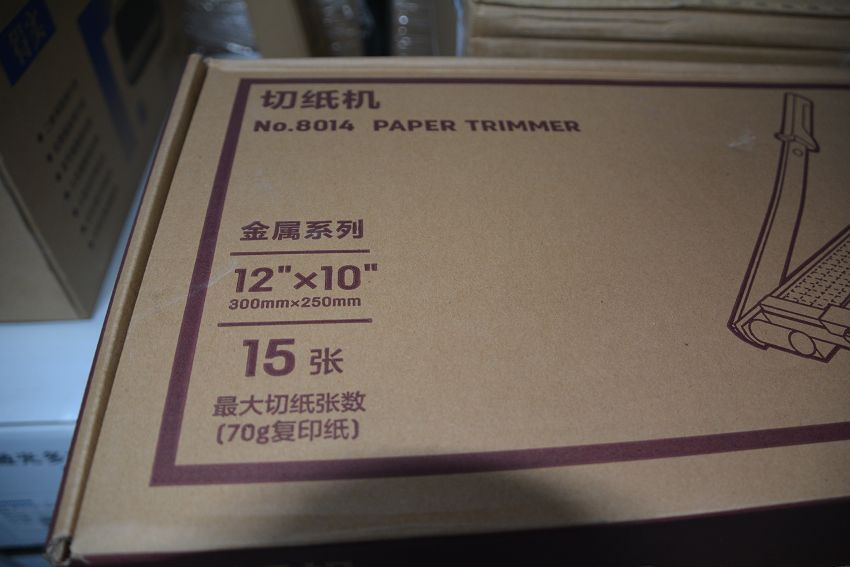 切纸机
No.8014 PAPER TRIMMER
金属系列
12"×10"
300mm×250mm
15 张
最大切纸张数
(70g复印纸)